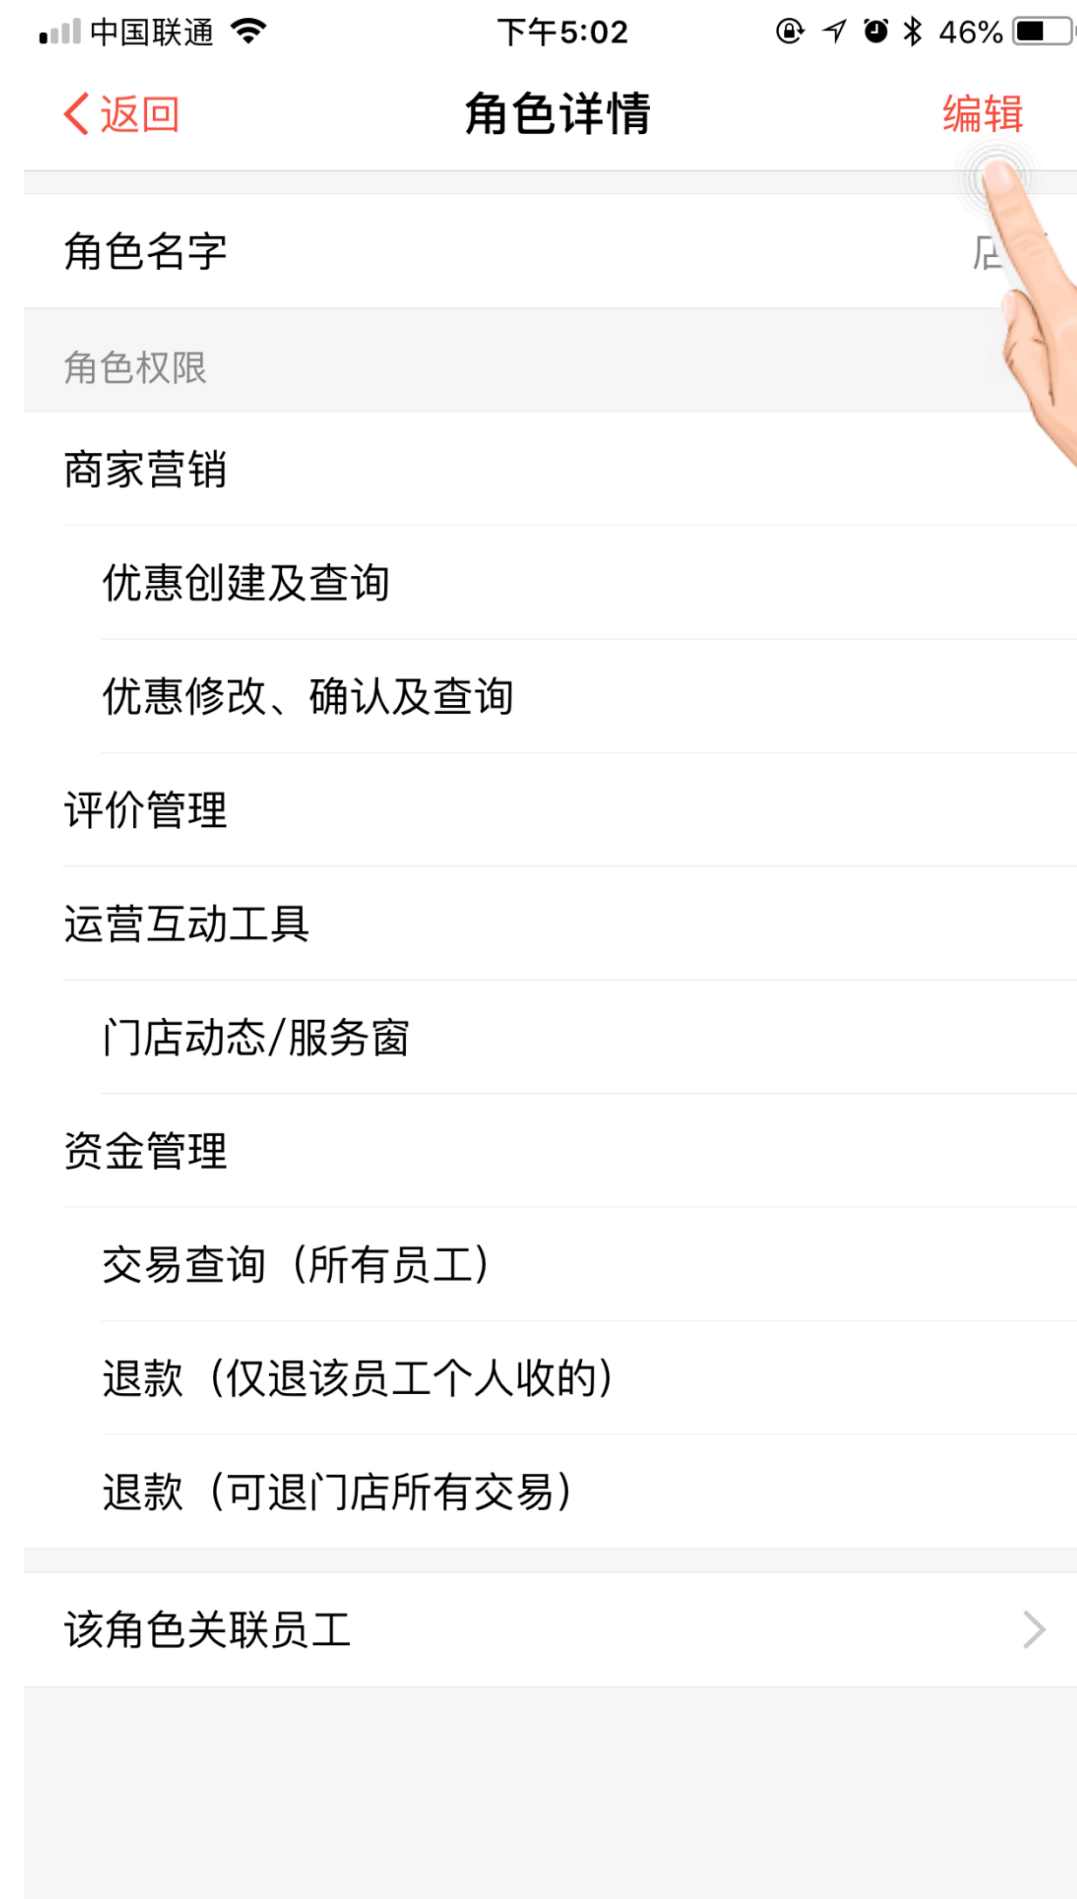 中国联通 下午5:02 46%
返回 角色详情 编辑
角色名字 店
角色权限
商家营销
优惠创建及查询
优惠修改、确认及查询
评价管理
运营互动工具
门店动态/服务窗
资金管理
交易查询（所有员工）
退款（仅退该员工个人收的）
退款（可退门店所有交易）
该角色关联员工